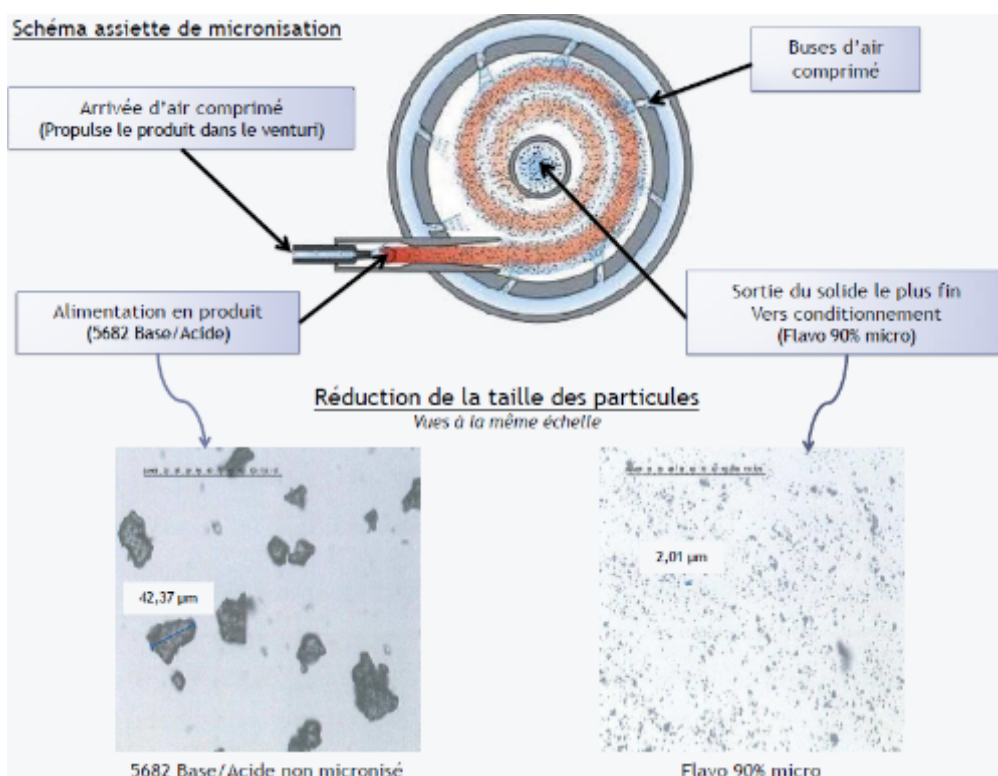 Schéma assiette de micronisation
Buses d'air
comprimé
Arrivée d'air comprimé
(Propulse le produit dans le venturi)
Alimentation en produit
(5682 Base/Acide)
Sortie du solide le plus fin
Vers conditionnement
(Flavo 90% micro)
Réduction de la taille des particules
Vues à la même échelle
42,37 µm
2,01 µm
5682 Base/Acide non micronisé
Flavo 90% micro